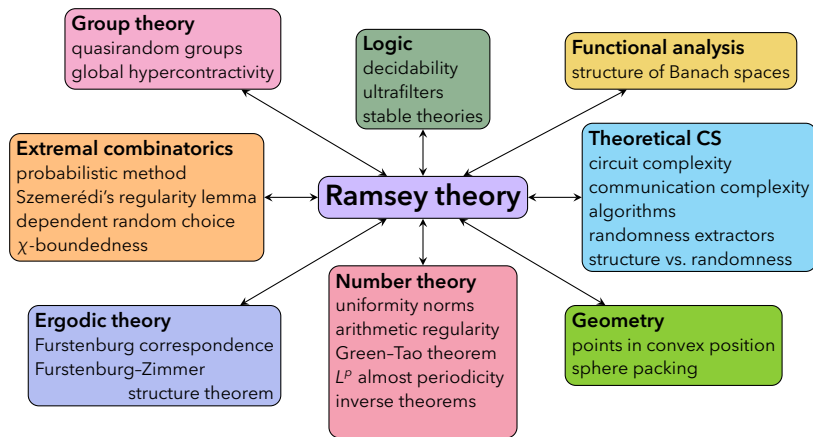 Group theory
quasirandom groups
global hypercontractivity
Logic
decidability
ultrafilters
stable theories
Functional analysis
structure of Banach spaces
Extremal combinatorics
probabilistic method
Szemerédi's regularity lemma
dependent random choice
χ-boundedness
Ramsey theory
Theoretical CS
circuit complexity
communication complexity
algorithms
randomness extractors
structure vs. randomness
Ergodic theory
Furstenburg correspondence
Furstenburg–Zimmer
structure theorem
Number theory
uniformity norms
arithmetic regularity
Green–Tao theorem
Lᵖ almost periodicity
inverse theorems
Geometry
points in convex position
sphere packing